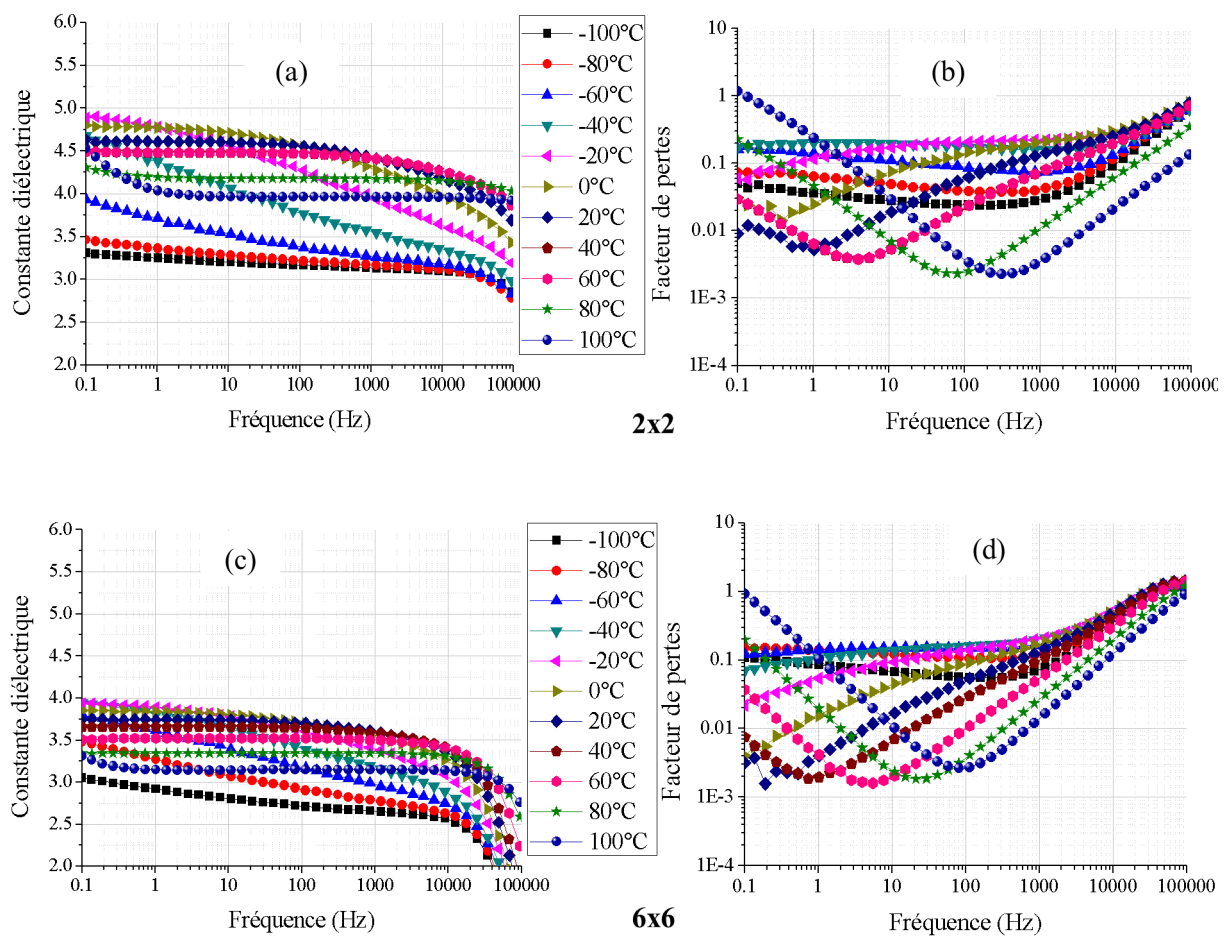 (a)
Constante diélectrique
6.0
5.5
5.0
4.5
4.0
3.5
3.0
2.5
2.0
0.1 1 10 100 1000 10000 100000
Fréquence (Hz)
-100°C
-80°C
-60°C
-40°C
-20°C
0°C
20°C
40°C
60°C
80°C
100°C
(b)
Facteur de pertes
10
1
0.1
0.01
1E-3
1E-4
0.1 1 10 100 1000 10000 100000
Fréquence (Hz)
2x2
(c)
Constante diélectrique
6.0
5.5
5.0
4.5
4.0
3.5
3.0
2.5
2.0
0.1 1 10 100 1000 10000 100000
Fréquence (Hz)
-100°C
-80°C
-60°C
-40°C
-20°C
0°C
20°C
40°C
60°C
80°C
100°C
(d)
Facteur de pertes
10
1
0.1
0.01
1E-3
1E-4
0.1 1 10 100 1000 10000 100000
Fréquence (Hz)
6x6